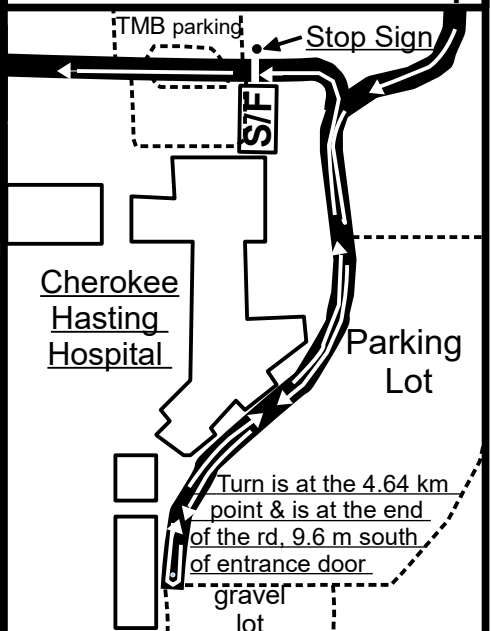 TMB parking
Stop Sign
S/F
Cherokee
Hasting
Hospital
Parking
Lot
Turn is at the 4.64 km
point & is at the end
of the rd, 9.6 m south
of entrance door
gravel
lot